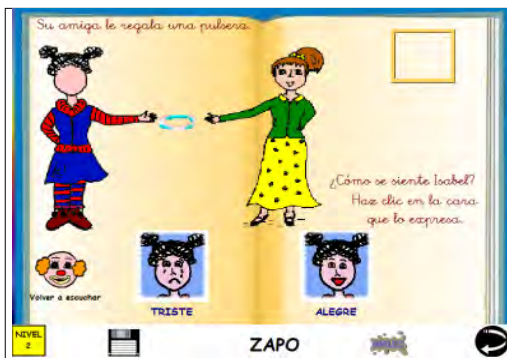 Su amiga le regala una pulsera.
¿Cómo se siente Isabel?
Haz clic en la cara
que lo expresa.
Volver a escuchar
TRISTE
ALEGRE
NIVEL
2
ZAPO